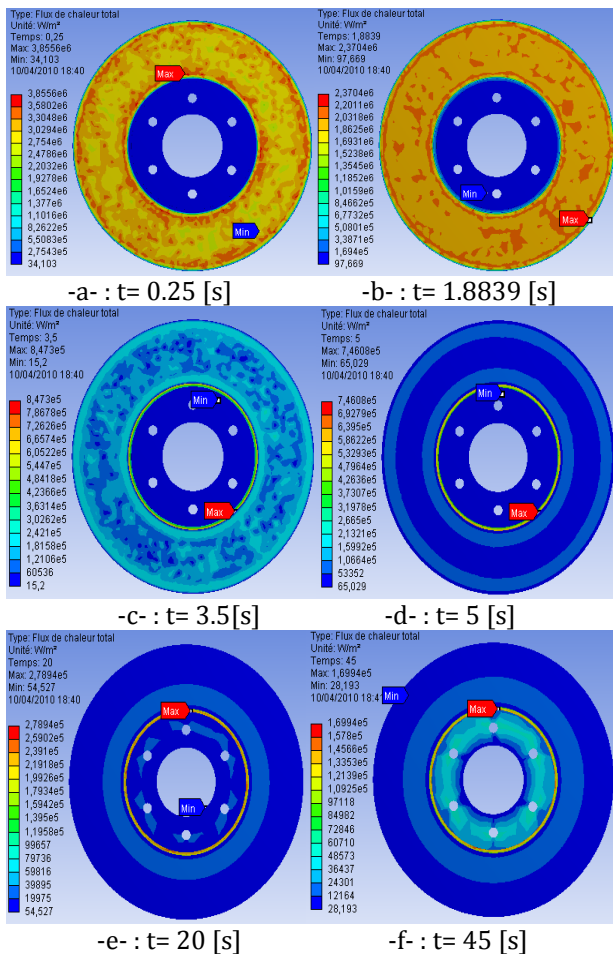 Type: Flux de chaleur total
Unité: W/m²
Temps: 0,25
Max: 3,8556e6
Min: 34,103
10/04/2010 18:40
3,8556e6
3,5802e6
3,3048e6
3,0294e6
2,754e6
2,4786e6
2,2032e6
1,9278e6
1,6524e6
1,377e6
1,1016e6
8,2622e5
5,5083e5
2,7543e5
34,103
Max
Min
-a- : t= 0.25 [s]
Type: Flux de chaleur total
Unité: W/m²
Temps: 1,8839
Max: 2,3704e6
Min: 97,669
10/04/2010 18:40
2,3704e6
2,2011e6
2,0318e6
1,8625e6
1,6931e6
1,5238e6
1,3545e6
1,1852e6
1,0159e6
8,4662e5
6,7732e5
5,0801e5
3,3871e5
1,694e5
97,669
Min
Max
-b- : t= 1.8839 [s]
Type: Flux de chaleur total
Unité: W/m²
Temps: 3,5
Max: 8,473e5
Min: 15,2
10/04/2010 18:40
8,473e5
7,8678e5
7,2626e5
6,6574e5
6,0522e5
5,447e5
4,8418e5
4,2366e5
3,6314e5
3,0262e5
2,421e5
1,8158e5
1,2106e5
60536
15,2
Min
Max
-c- : t= 3.5[s]
Type: Flux de chaleur total
Unité: W/m²
Temps: 5
Max: 7,4608e5
Min: 65,029
10/04/2010 18:40
7,4608e5
6,9279e5
6,395e5
5,8622e5
5,3293e5
4,7964e5
4,2636e5
3,7307e5
3,1978e5
2,665e5
2,1321e5
1,5992e5
1,0664e5
53352
65,029
Min
Max
-d- : t= 5 [s]
Type: Flux de chaleur total
Unité: W/m²
Temps: 20
Max: 2,7894e5
Min: 54,527
10/04/2010 18:40
2,7894e5
2,5902e5
2,391e5
2,1918e5
1,9926e5
1,7934e5
1,5942e5
1,395e5
1,1958e5
99657
79736
59816
39895
19975
54,527
Max
Min
-e- : t= 20 [s]
Type: Flux de chaleur total
Unité: W/m²
Temps: 45
Max: 1,6994e5
Min: 28,193
10/04/2010 18:41
1,6994e5
1,578e5
1,4566e5
1,3353e5
1,2139e5
1,0925e5
97118
84982
72846
60710
48573
36437
24301
12164
28,193
Min
Max
-f- : t= 45 [s]